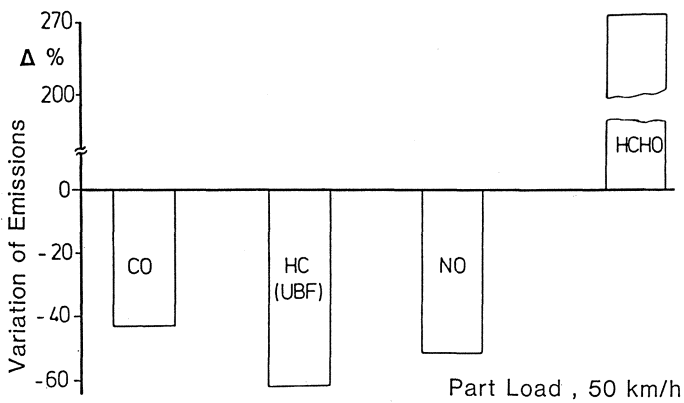 270
Δ %
200
Variation of Emissions
0
-20
-40
-60
CO
HC
(UBF)
NO
HCHO
Part Load , 50 km/h